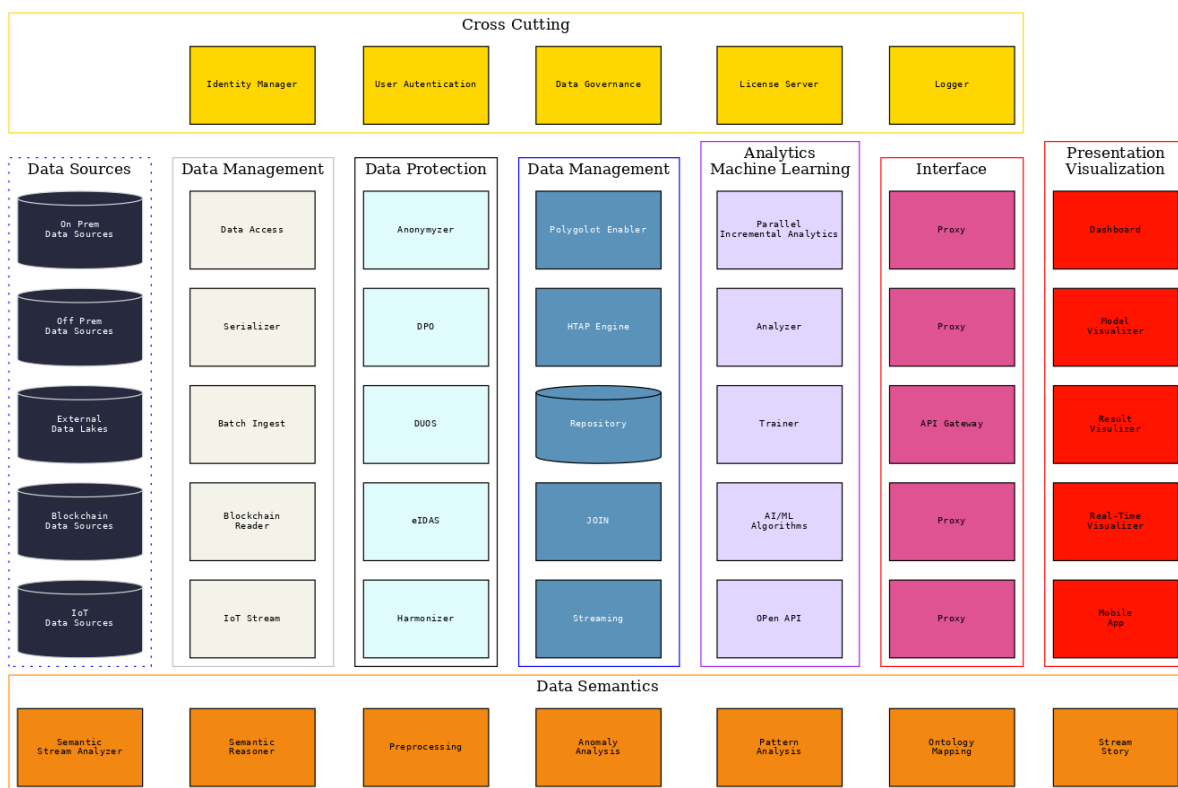 Cross Cutting
Identity Manager
User Autentication
Data Governance
License Server
Logger
Data Sources
On Prem
Data Sources
Off Prem
Data Sources
External
Data Lakes
Blockchain
Data Sources
IoT
Data Sources
Data Management
Data Access
Serializer
Batch Ingest
Blockchain
Reader
IoT Stream
Data Protection
Anonymyzer
DPO
DUOS
eIDAS
Harmonizer
Data Management
Polygolot Enabler
HTAP Engine
Repository
JOIN
Streaming
Analytics
Machine Learning
Parallel
Incremental Analytics
Analyzer
Trainer
AI/ML
Algorithms
OPen API
Interface
Proxy
Proxy
API Gateway
Proxy
Proxy
Presentation
Visualization
Dashboard
Model
Visualizer
Result
Visulizer
Real-Time
Visualizer
Mobile
App
Data Semantics
Semantic
Stream Analyzer
Semantic
Reasoner
Preprocessing
Anomaly
Analysis
Pattern
Analysis
Ontology
Mapping
Stream
Story